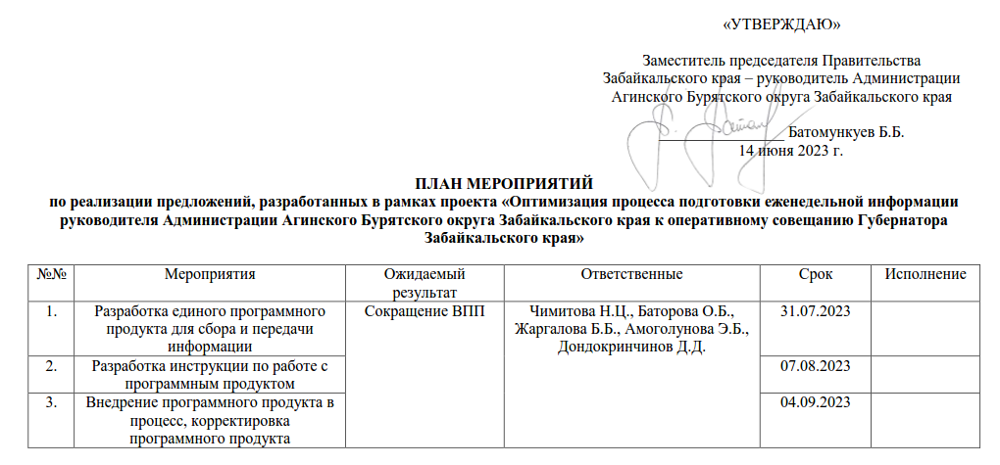 «УТВЕРЖДАЮ»
Заместитель председателя Правительства
Забайкальского края – руководитель Администрации
Агинского Бурятского округа Забайкальского края
Батомункуев Б.Б.
14 июня 2023 г.
ПЛАН МЕРОПРИЯТИЙ
по реализации предложений, разработанных в рамках проекта «Оптимизация процесса подготовки еженедельной информации
руководителя Администрации Агинского Бурятского округа Забайкальского края к оперативному совещанию Губернатора
Забайкальского края»
№№ Мероприятия Ожидаемый результат Ответственные Срок Исполнение
1. Разработка единого программного
продукта для сбора и передачи
информации
Сокращение ВПП
Чимитова Н.Ц., Баторова О.Б.,
Жаргалова Б.Б., Амоголунова Э.Б.,
Дондокринчинов Д.Д.
31.07.2023
2. Разработка инструкции по работе с
программным продуктом
07.08.2023
3. Внедрение программного продукта в
процесс, корректировка
программного продукта
04.09.2023